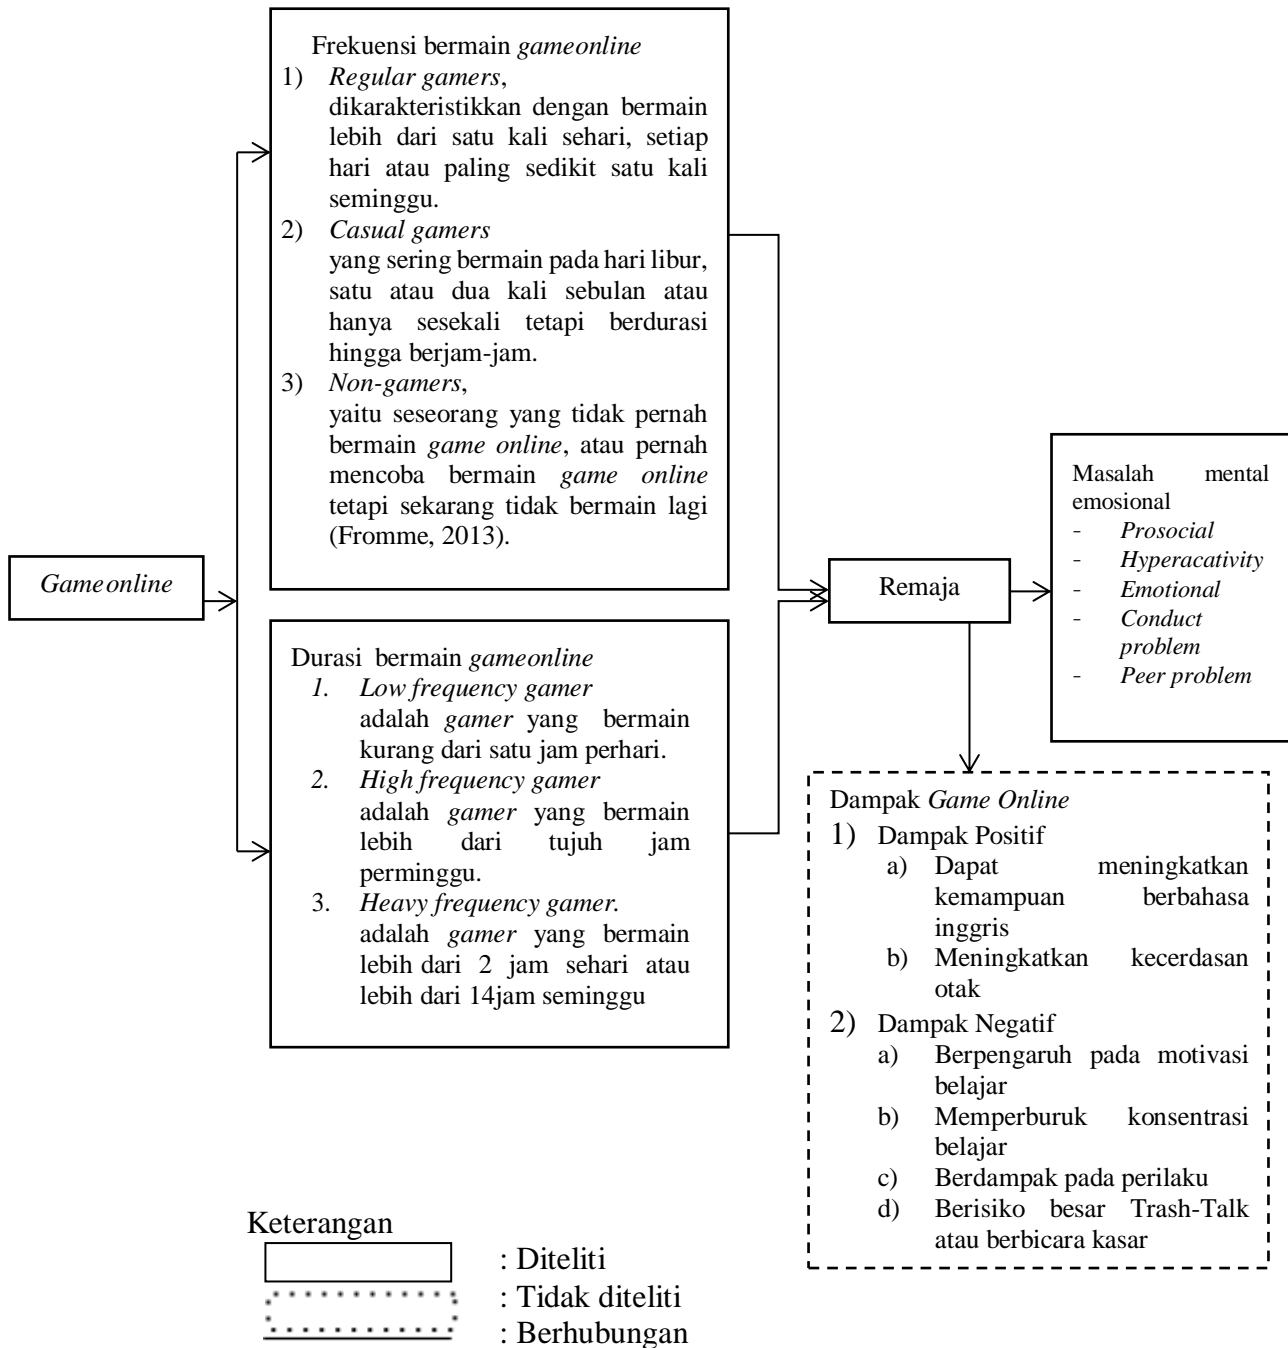 Frekuensi bermain gameonline
1) Regular gamers,
dikarakteristikkan dengan bermain
lebih dari satu kali sehari, setiap
hari atau paling sedikit satu kali
seminggu.
2) Casual gamers
yang sering bermain pada hari libur,
satu atau dua kali sebulan atau
hanya sesekali tetapi berdurasi
hingga berjam-jam.
3) Non-gamers,
yaitu seseorang yang tidak pernah
bermain game online, atau pernah
mencoba bermain game online
tetapi sekarang tidak bermain lagi
(Fromme, 2013).
Gameonline
Durasi bermain gameonline
1. Low frequency gamer
adalah gamer yang bermain
kurang dari satu jam perhari.
2. High frequency gamer
adalah gamer yang bermain
lebih dari tujuh jam
perminggu.
3. Heavy frequency gamer.
adalah gamer yang bermain
lebih dari 2 jam sehari atau
lebih dari 14jam seminggu
Remaja
Masalah mental
emosional
- Prosocial
- Hyperacativity
- Emotional
- Conduct
problem
- Peer problem
Dampak Game Online
1) Dampak Positif
a) Dapat meningkatkan
kemampuan berbahasa
inggris
b) Meningkatkan kecerdasan
otak
2) Dampak Negatif
a) Berpengaruh pada motivasi
belajar
b) Memperburuk konsentrasi
belajar
c) Berdampak pada perilaku
d) Berisiko besar Trash-Talk
atau berbicara kasar
Keterangan
: Diteliti
: Tidak diteliti
: Berhubungan